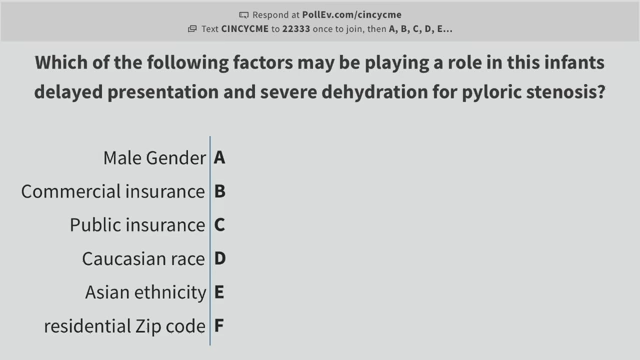 Respond at PollEv.com/cincycme
Text CINCYCME to 22333 once to join, then A, B, C, D, E...
Which of the following factors may be playing a role in this infants
delayed presentation and severe dehydration for pyloric stenosis?
Male Gender A
Commercial insurance B
Public insurance C
Caucasian race D
Asian ethnicity E
residential Zip code F